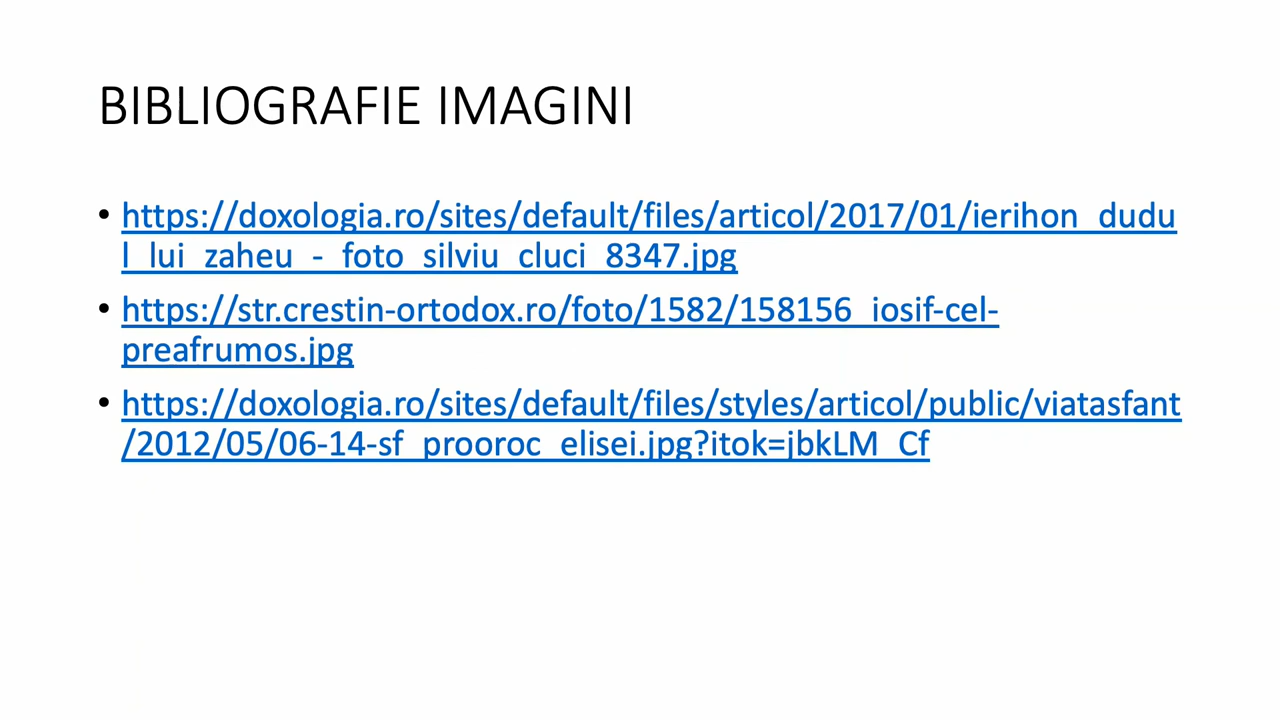 BIBLIOGRAFIE IMAGINI
• https://doxologia.ro/sites/default/files/articol/2017/01/ierihon_dudu
l_lui_zaheu_-_foto_silviu_cluci_8347.jpg
• https://str.crestin-ortodox.ro/foto/1582/158156_iosif-cel-
preafrumos.jpg
• https://doxologia.ro/sites/default/files/styles/articol/public/viatasfant
/2012/05/06-14-sf_prooroc_elisei.jpg?itok=jbkLM_Cf